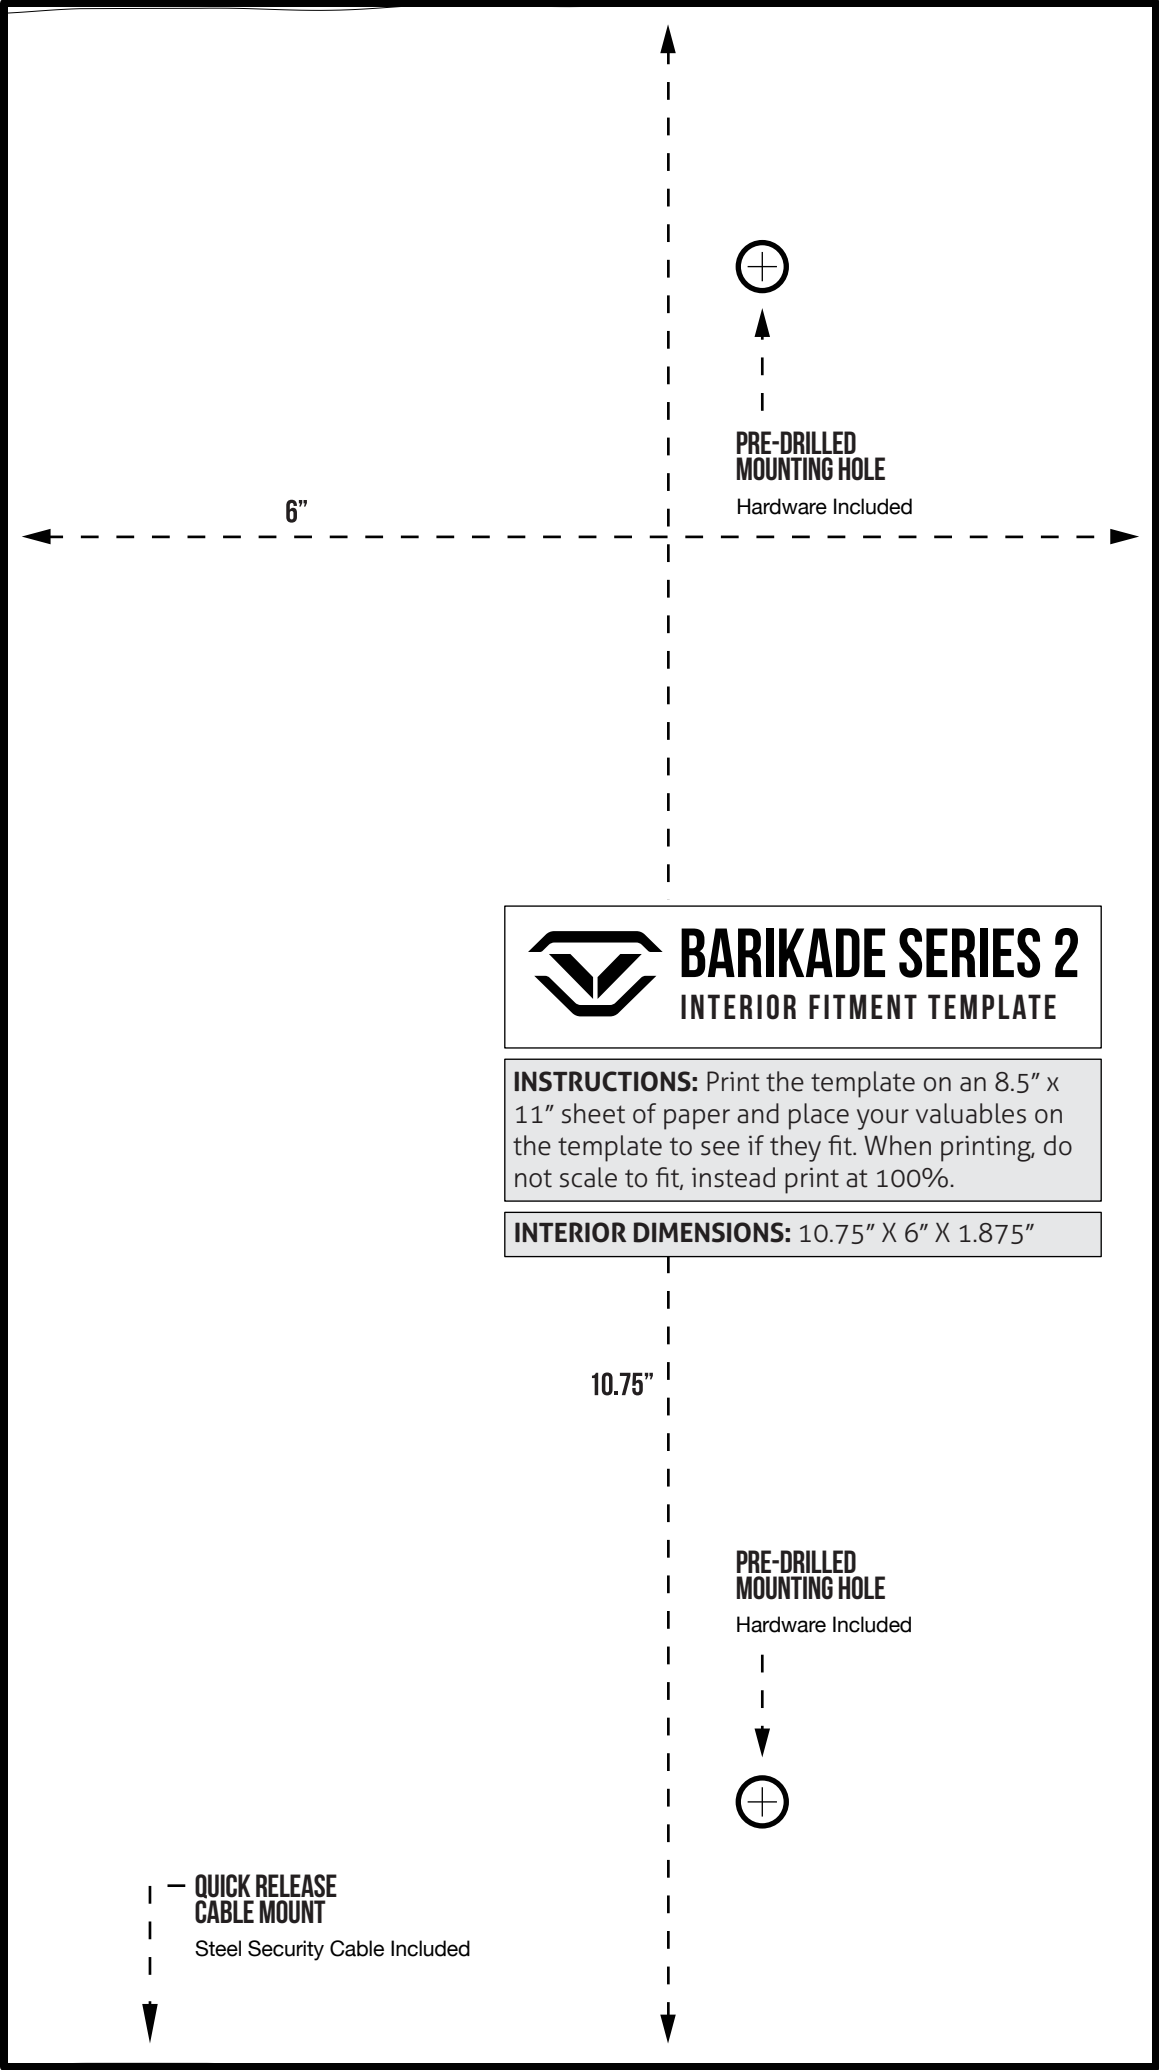 PRE-DRILLED
MOUNTING HOLE
Hardware Included
6”
BARIKADE SERIES 2
INTERIOR FITMENT TEMPLATE
INSTRUCTIONS: Print the template on an 8.5” x
11” sheet of paper and place your valuables on
the template to see if they fit. When printing, do
not scale to fit, instead print at 100%.
INTERIOR DIMENSIONS: 10.75” X 6” X 1.875”
10.75”
PRE-DRILLED
MOUNTING HOLE
Hardware Included
QUICK RELEASE
CABLE MOUNT
Steel Security Cable Included